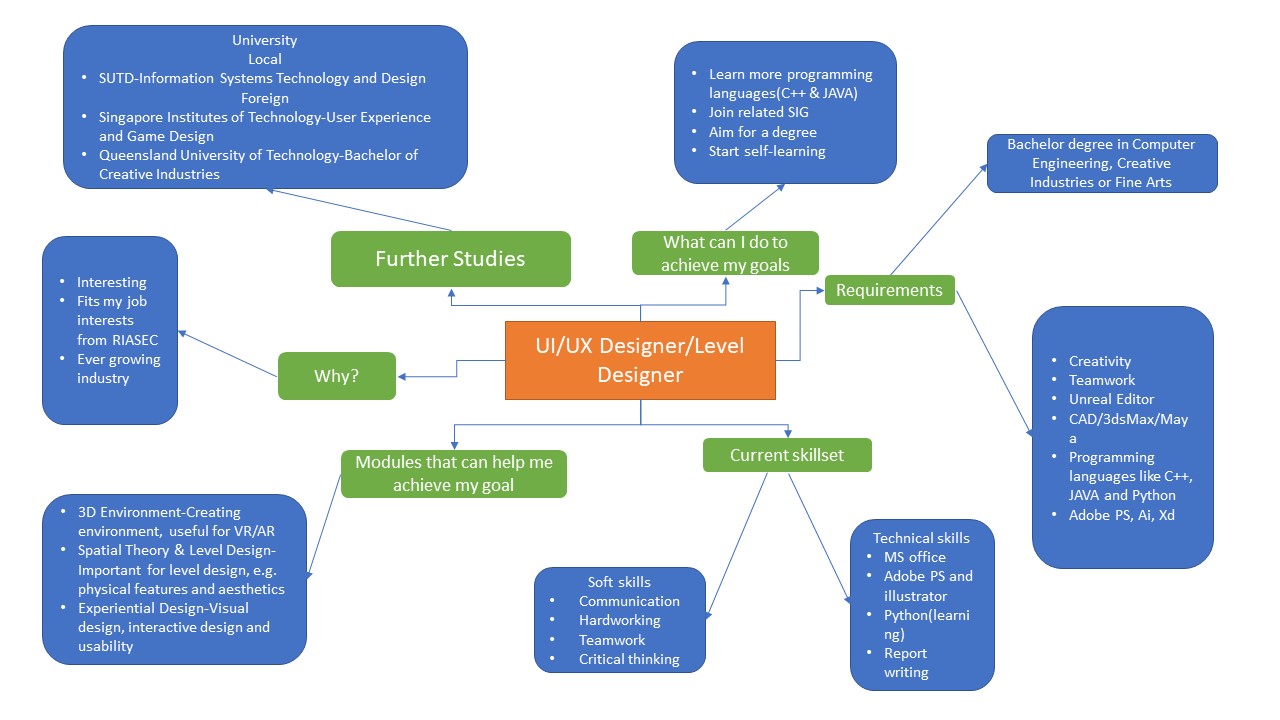 University
Local
• SUTD-Information Systems Technology and Design
Foreign
• Singapore Institutes of Technology-User Experience
and Game Design
• Queensland University of Technology-Bachelor of
Creative Industries
• Learn more programming
languages(C++ & JAVA)
• Join related SIG
• Aim for a degree
• Start self-learning
Bachelor degree in Computer
Engineering, Creative
Industries or Fine Arts
Further Studies
What can I do to
achieve my goals
Requirements
• Interesting
• Fits my job
interests
from RIASEC
• Ever growing
industry
Why?
UI/UX Designer/Level
Designer
• Creativity
• Teamwork
• Unreal Editor
• CAD/3dsMax/May
a
• Programming
languages like C++,
JAVA and Python
• Adobe PS, Ai, Xd
Modules that can help me
achieve my goal
Current skillset
• 3D Environment-Creating
environment, useful for VR/AR
• Spatial Theory & Level Design-
Important for level design, e.g.
physical features and aesthetics
• Experiential Design-Visual
design, interactive design and
usability
Soft skills
• Communication
• Hardworking
• Teamwork
• Critical thinking
Technical skills
• MS office
• Adobe PS and
illustrator
• Python(learni
ng)
• Report
writing